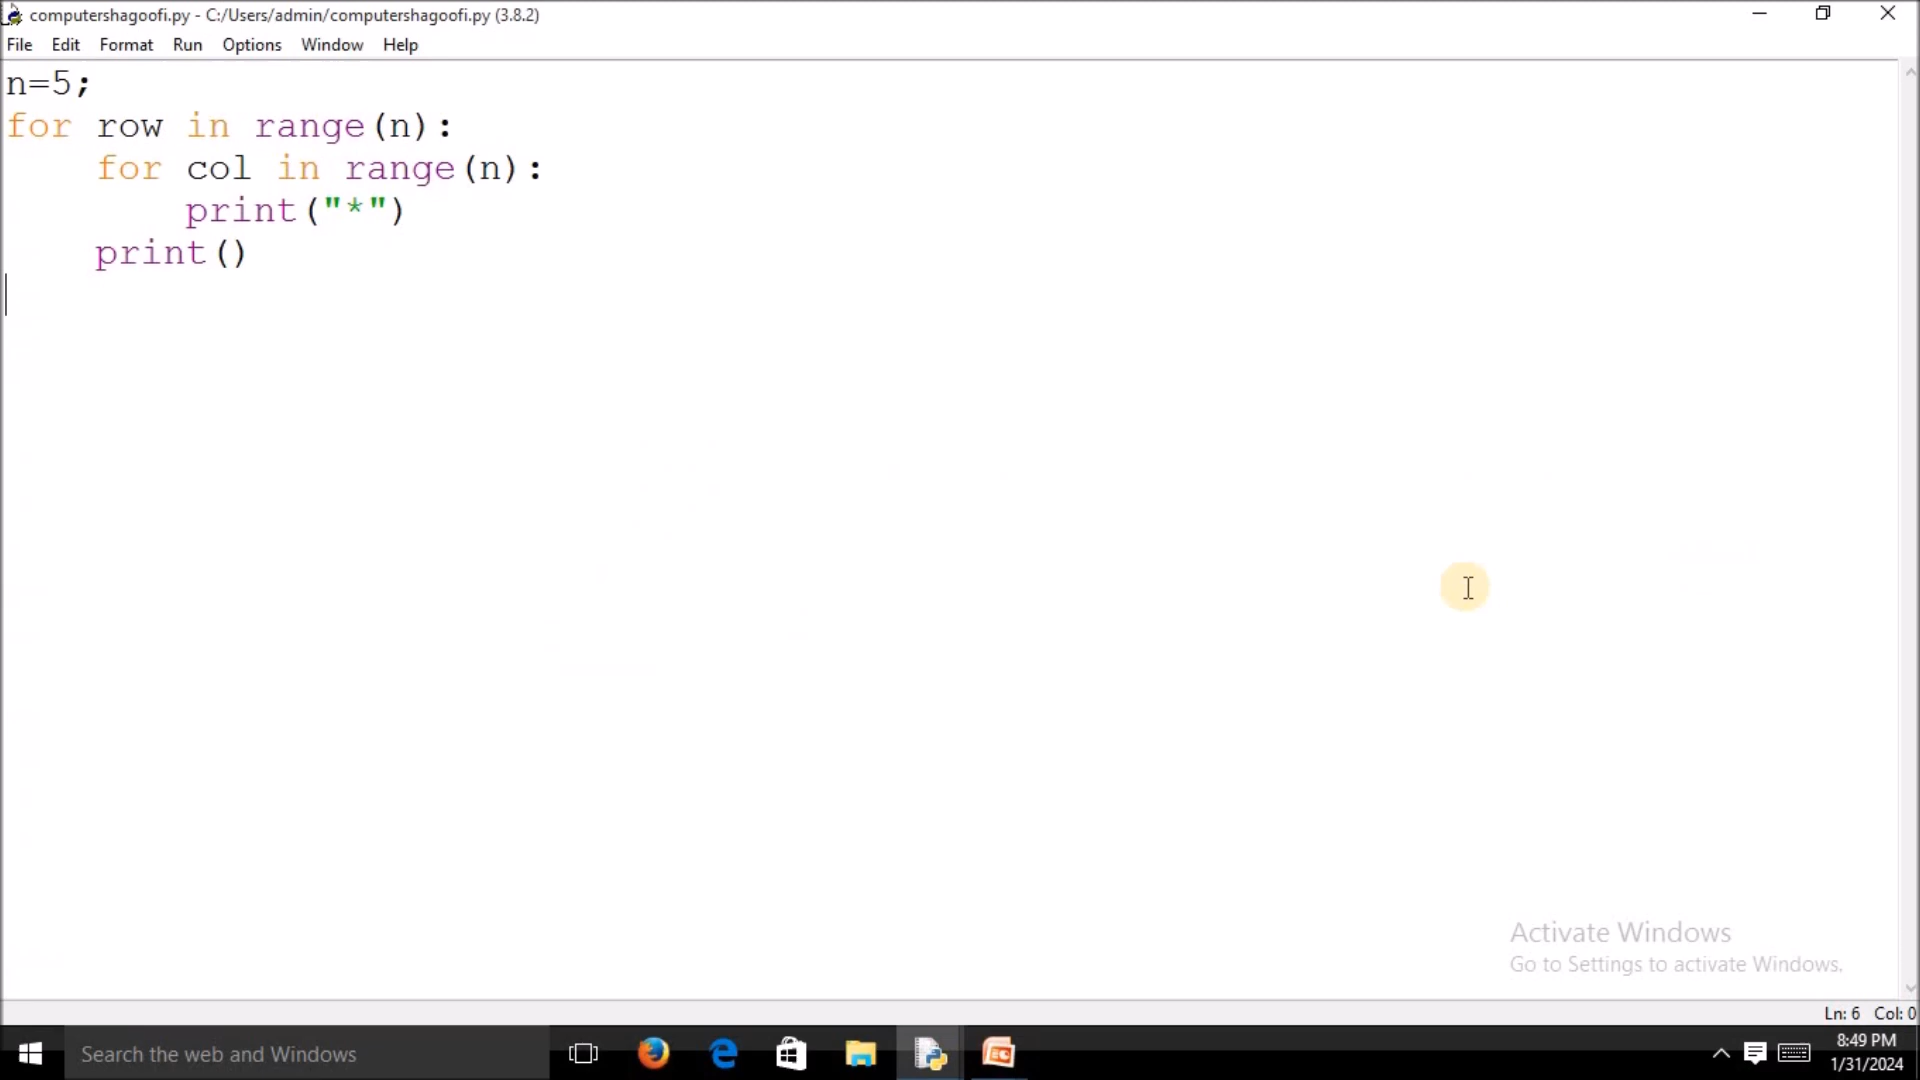 computershagoofi.py - C:/Users/admin/computershagoofi.py (3.8.2)
File Edit Format Run Options Window Help
n=5;
for row in range(n):
    for col in range(n):
        print("*")
    print()
Activate Windows
Go to Settings to activate Windows.
Ln: 6 Col: 0
Search the web and Windows
8:49 PM
1/31/2024